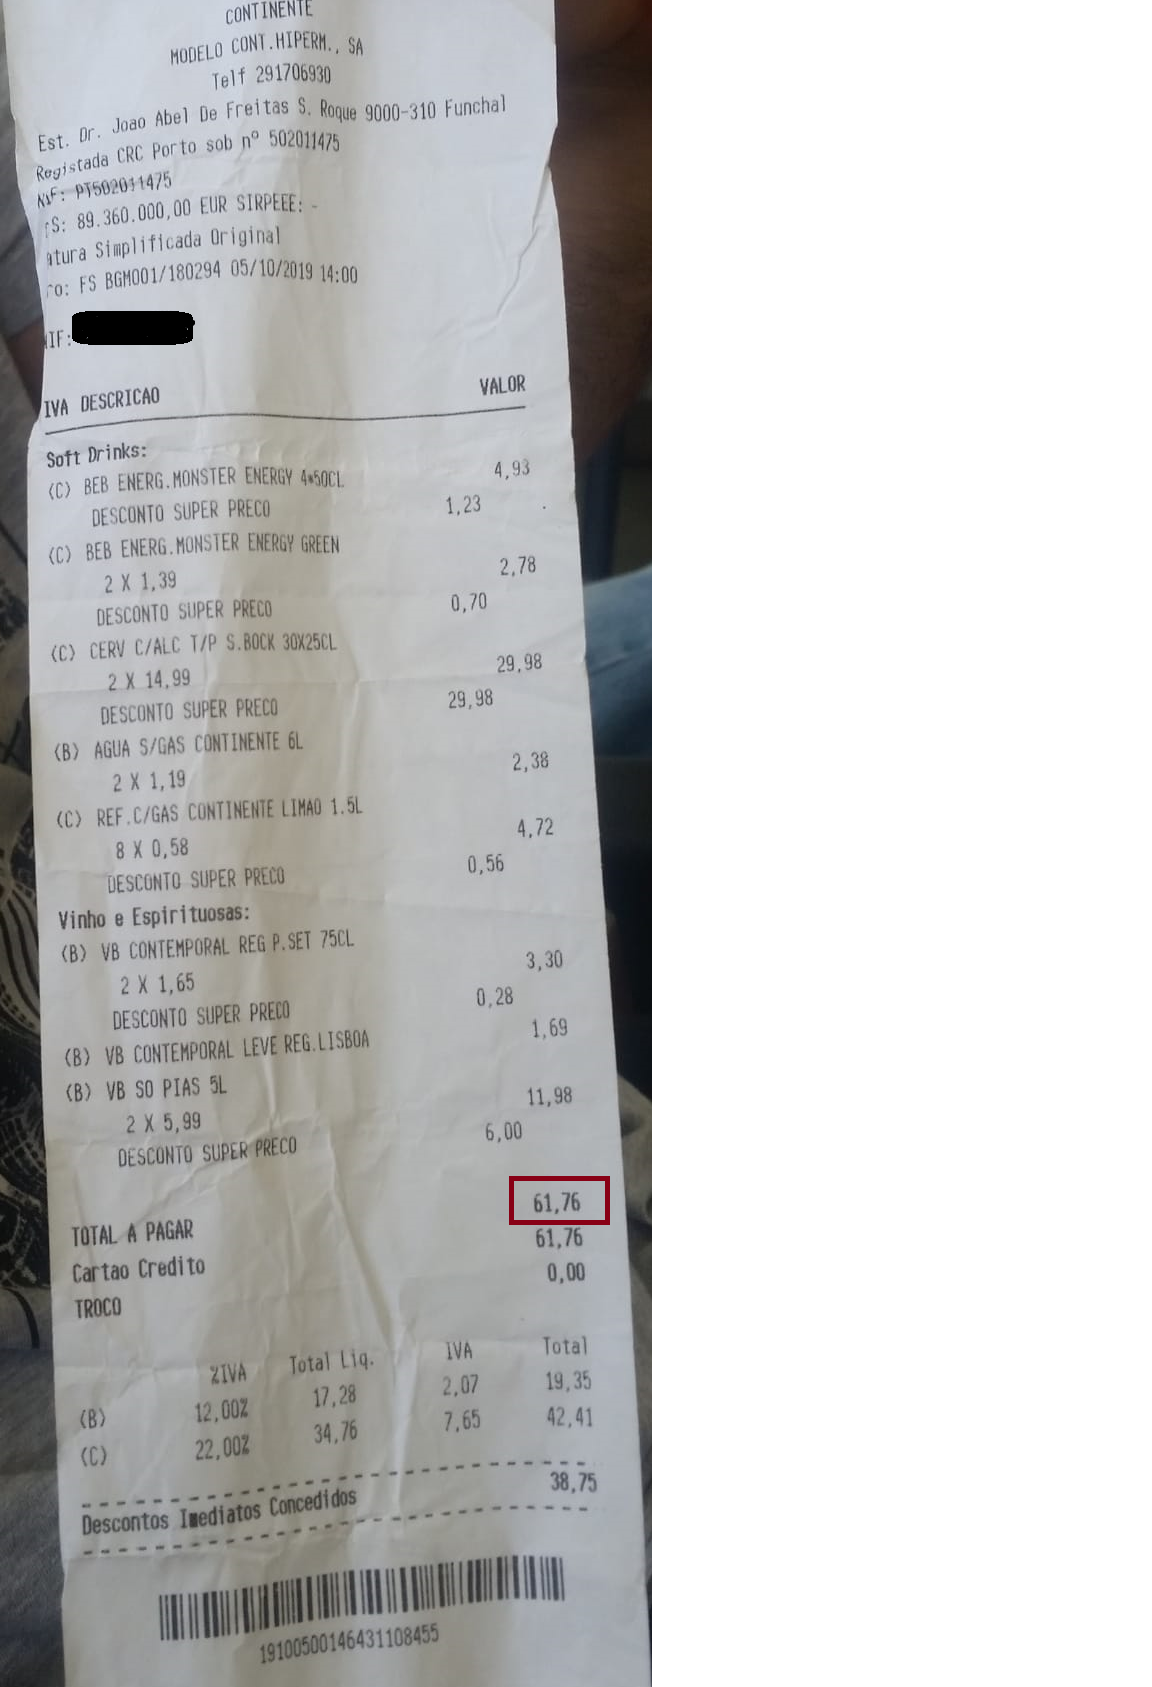 CONTINENTE
MODELO CONT.HIPERM., SA
Telf 291706930
Est. Dr. Joao Abel De Freitas S. Roque 9000-310 Funchal
Registada CRC Porto sob nº 502011475
NIF: PT502011475
S: 89.360.000,00 EUR SIRPEEE: -
atura Simplificada Original
ro: FS BGM001/180294 05/10/2019 14:00
NIF:
IVA DESCRICAO VALOR
Soft Drinks:
(C) BEB ENERG.MONSTER ENERGY 4*50CL 4,93
DESCONTO SUPER PRECO 1,23
(C) BEB ENERG.MONSTER ENERGY GREEN
2 X 1,39 2,78
DESCONTO SUPER PRECO 0,70
(C) CERV C/ALC T/P S.BOCK 30X25CL
2 X 14,99 29,98
DESCONTO SUPER PRECO 29,98
(B) AGUA S/GAS CONTINENTE 6L
2 X 1,19 2,38
(C) REF.C/GAS CONTINENTE LIMAO 1.5L
8 X 0,58 4,72
DESCONTO SUPER PRECO 0,56
Vinho e Espirituosas:
(B) VB CONTEMPORAL REG P.SET 75CL
2 X 1,65 3,30
DESCONTO SUPER PRECO 0,28
(B) VB CONTEMPORAL LEVE REG.LISBOA 1,69
(B) VB SO PIAS 5L
2 X 5,99 11,98
DESCONTO SUPER PRECO 6,00
TOTAL A PAGAR 61,76
Cartao Credito 61,76
TROCO 0,00
%IVA Total Liq. IVA Total
(B) 12,00% 17,28 2,07 19,35
(C) 22,00% 34,76 7,65 42,41
Descontos Imediatos Concedidos 38,75
19100500146431108455